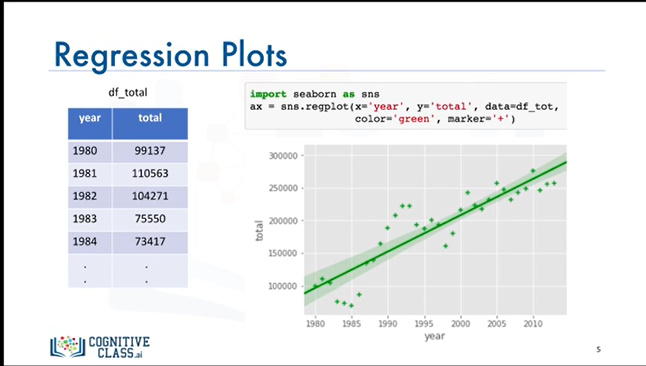 Regression Plots
df_total
year total
1980 99137
1981 110563
1982 104271
1983 75550
1984 73417
. .
. .
import seaborn as sns
ax = sns.regplot(x='year', y='total', data=df_tot,
color='green', marker='+')
300000
250000
200000
150000
100000
total
1980 1985 1990 1995 2000 2005 2010
year
COGNITIVE
CLASS.ai
5